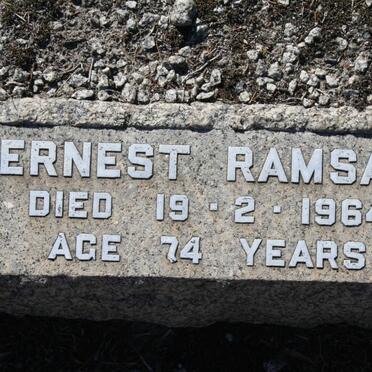 ERNEST RAMSA
DIED 19 · 2 · 1964
AGE 74 YEARS